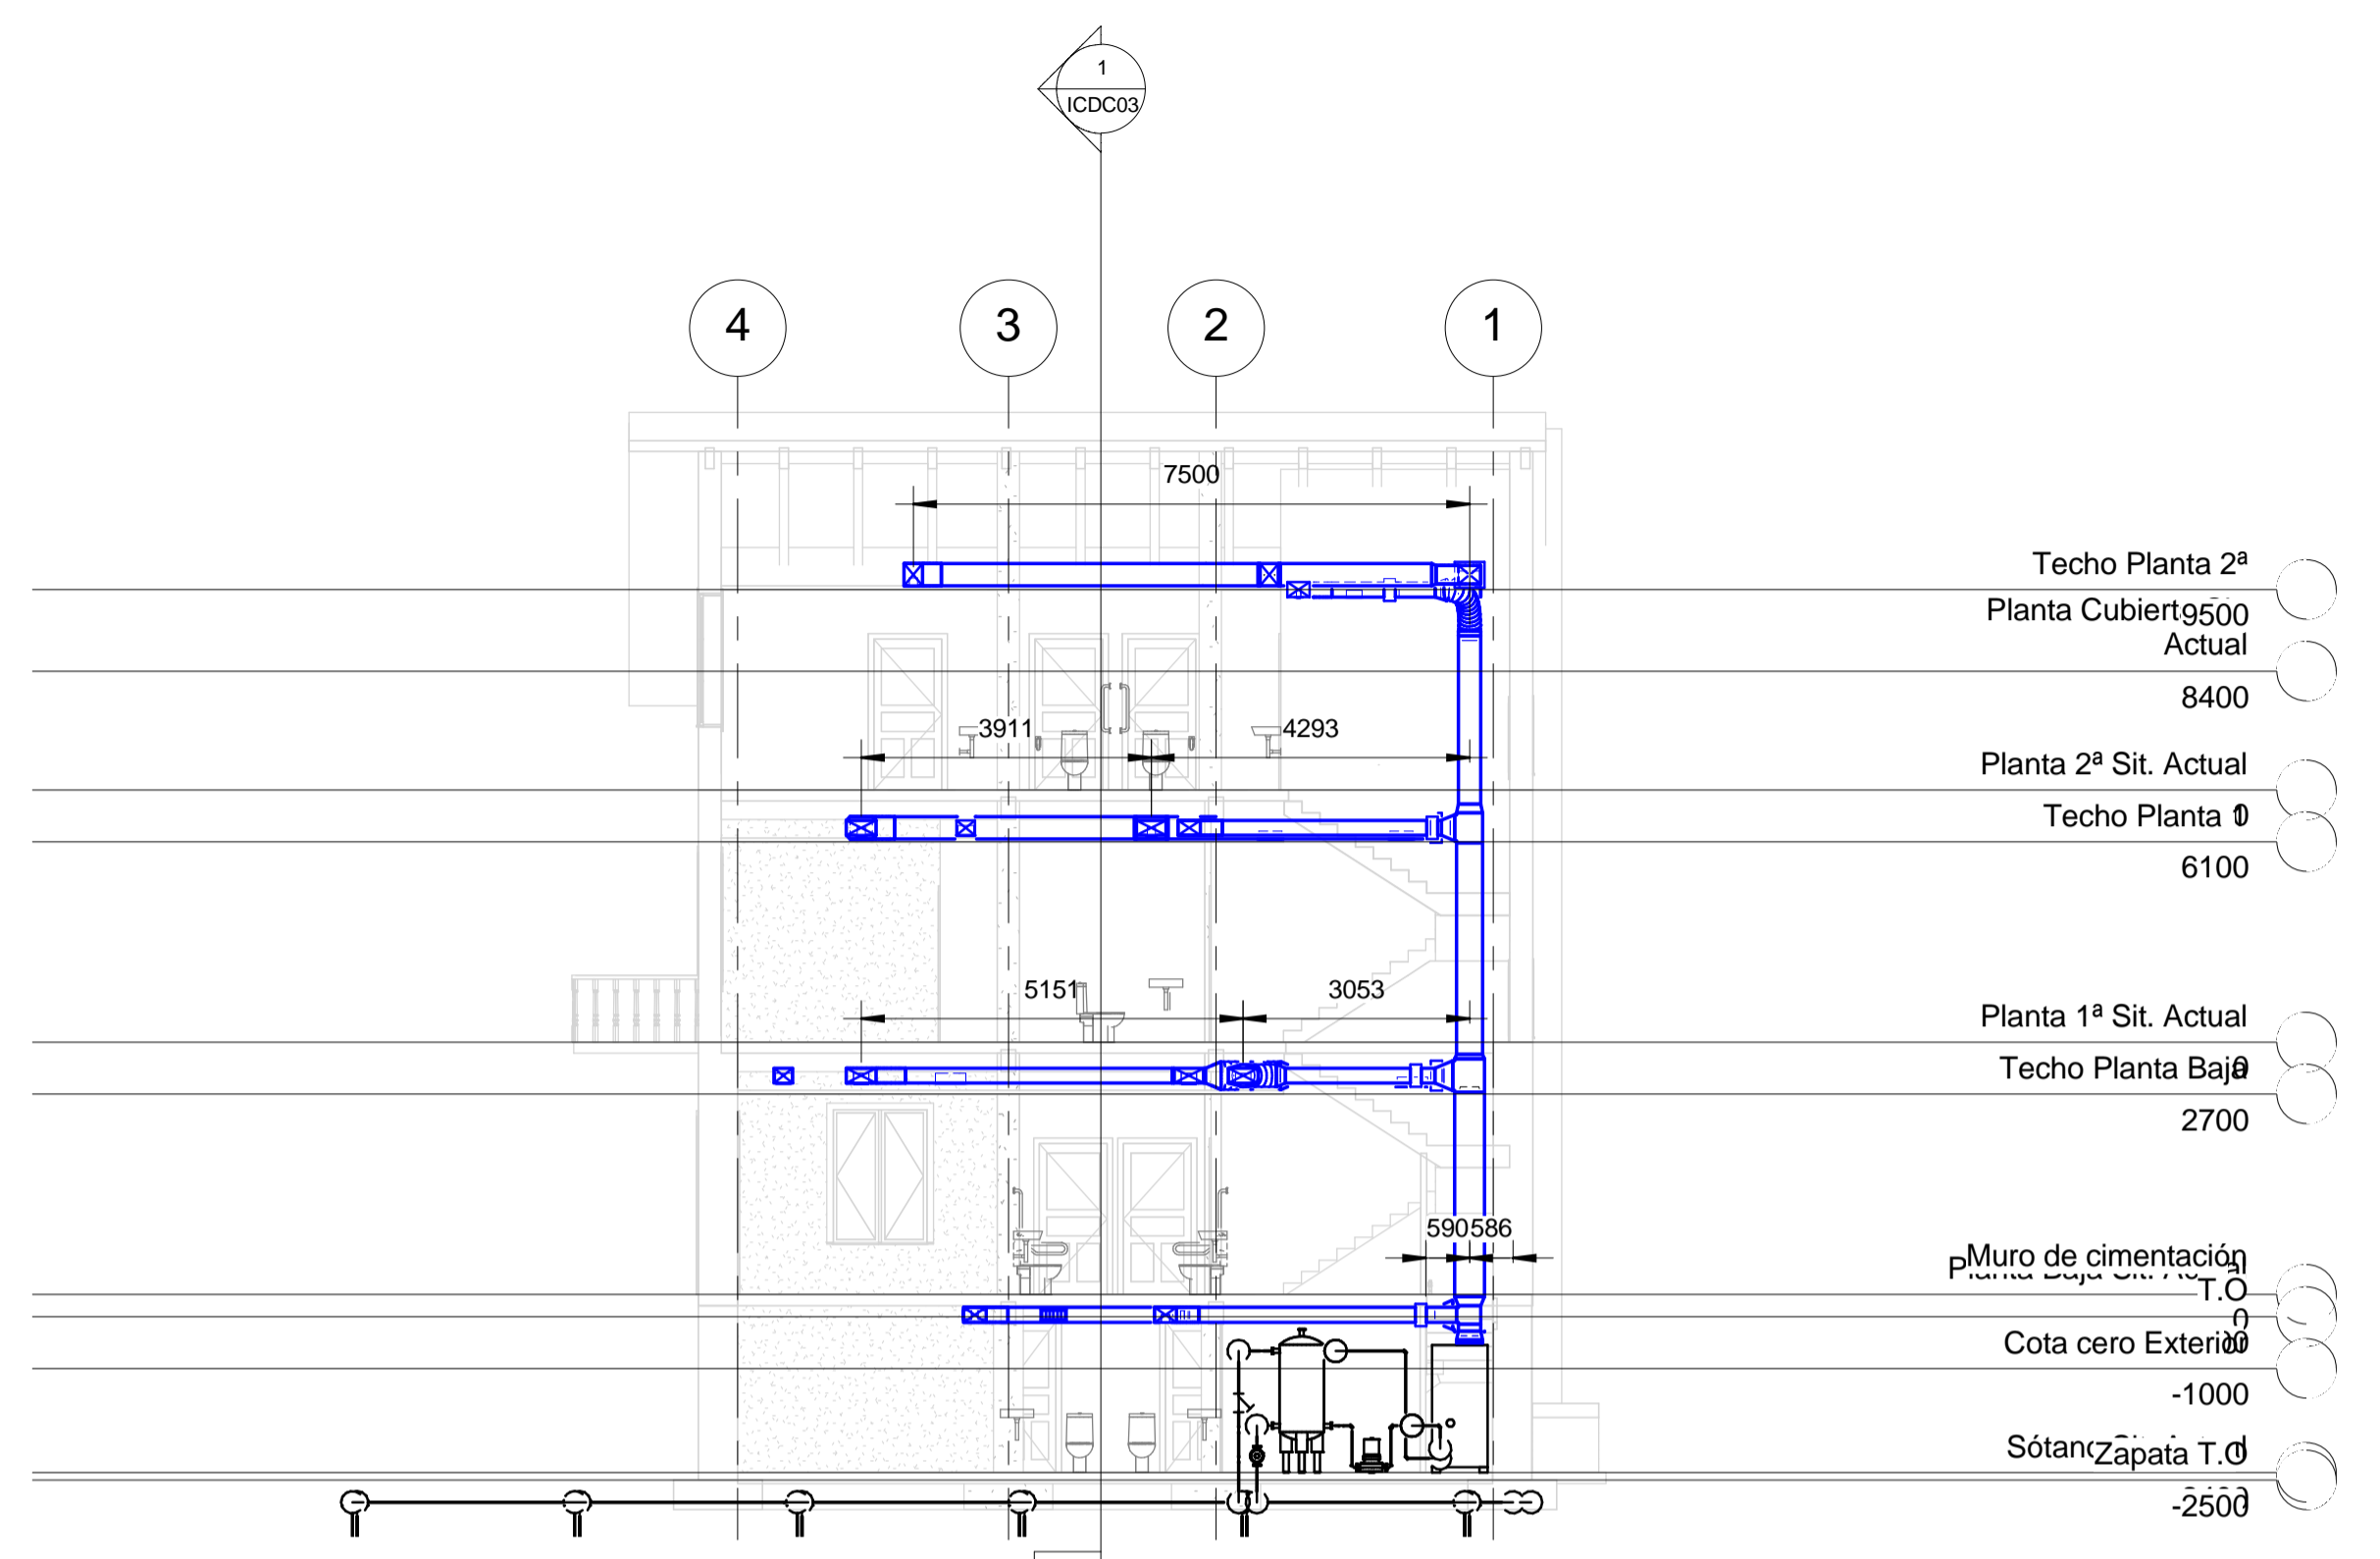 1
ICDC03
4 3 2 1
7500
Techo Planta 2ª
9500
Planta Cubiert
Actual
8400
3911 4293
Planta 2ª Sit. Actual
Techo Planta 1
6100
5151 3053
Planta 1ª Sit. Actual
Techo Planta Baja
2700
590 586
Muro de cimentación
T.O
0
Cota cero Exterior
-1000
Zapata T.O
-2500